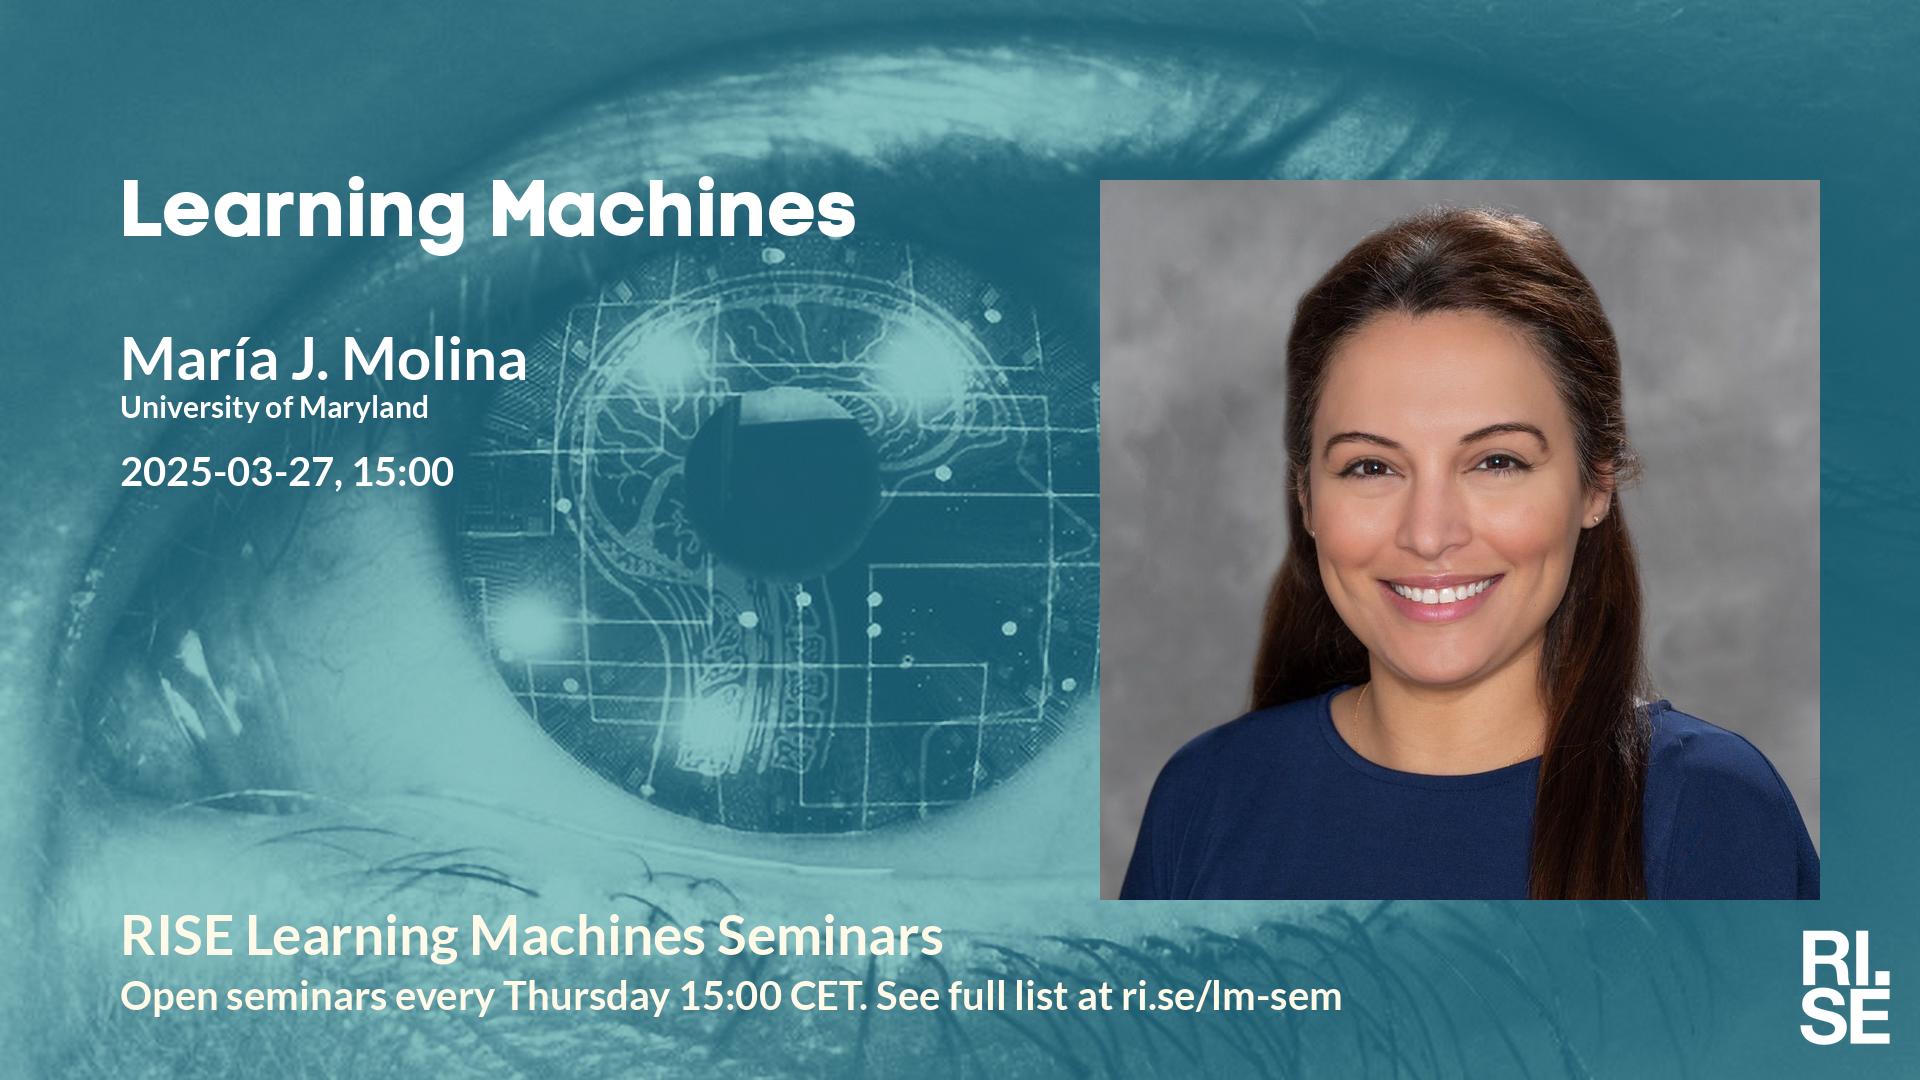 Learning Machines
María J. Molina
University of Maryland
2025-03-27, 15:00
RISE Learning Machines Seminars
Open seminars every Thursday 15:00 CET. See full list at ri.se/lm-sem
RI.
SE